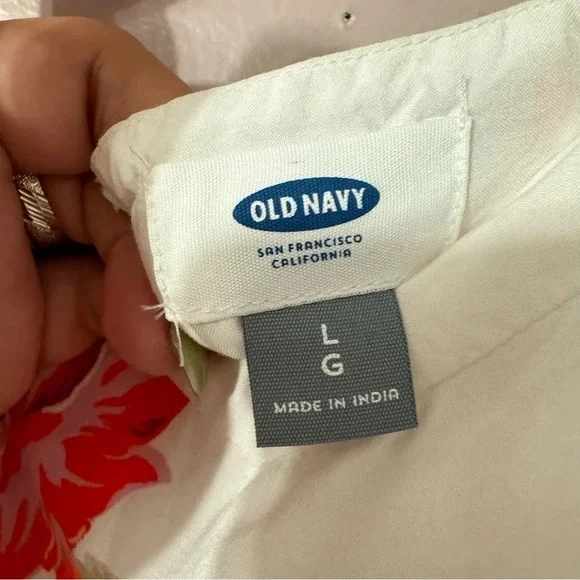 OLD NAVY
SAN FRANCISCO
CALIFORNIA
L
G
MADE IN INDIA